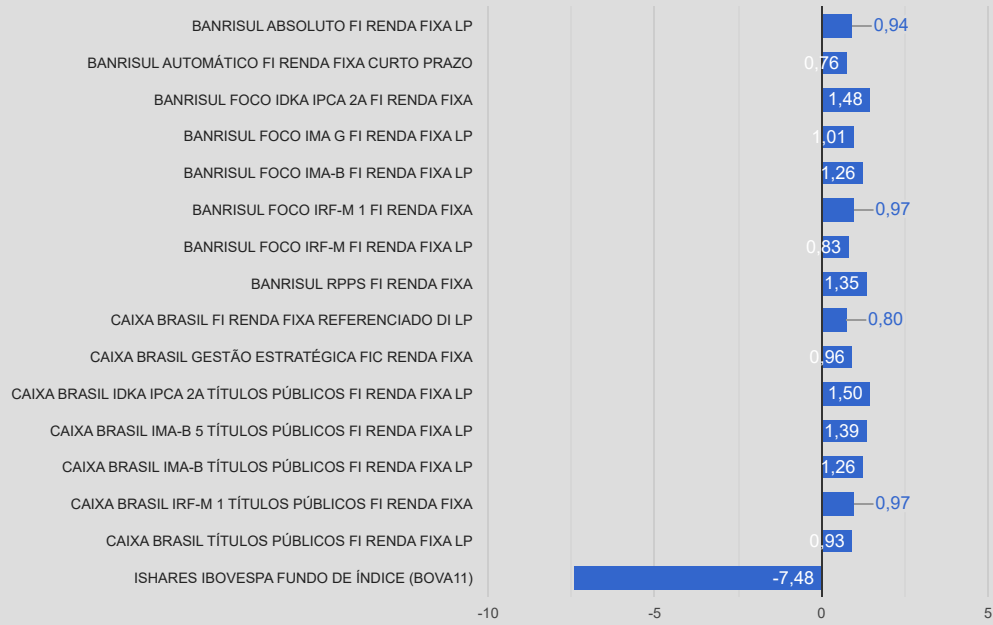 BANRISUL ABSOLUTO FI RENDA FIXA LP 0,94
BANRISUL AUTOMÁTICO FI RENDA FIXA CURTO PRAZO 0,76
BANRISUL FOCO IDKA IPCA 2A FI RENDA FIXA 1,48
BANRISUL FOCO IMA G FI RENDA FIXA LP 1,01
BANRISUL FOCO IMA-B FI RENDA FIXA LP 1,26
BANRISUL FOCO IRF-M 1 FI RENDA FIXA 0,97
BANRISUL FOCO IRF-M FI RENDA FIXA LP 0,83
BANRISUL RPPS FI RENDA FIXA 1,35
CAIXA BRASIL FI RENDA FIXA REFERENCIADO DI LP 0,80
CAIXA BRASIL GESTÃO ESTRATÉGICA FIC RENDA FIXA 0,96
CAIXA BRASIL IDKA IPCA 2A TÍTULOS PÚBLICOS FI RENDA FIXA LP 1,50
CAIXA BRASIL IMA-B 5 TÍTULOS PÚBLICOS FI RENDA FIXA LP 1,39
CAIXA BRASIL IMA-B TÍTULOS PÚBLICOS FI RENDA FIXA LP 1,26
CAIXA BRASIL IRF-M 1 TÍTULOS PÚBLICOS FI RENDA FIXA 0,97
CAIXA BRASIL TÍTULOS PÚBLICOS FI RENDA FIXA LP 0,93
ISHARES IBOVESPA FUNDO DE ÍNDICE (BOVA11) -7,48
-10 -5 0 5